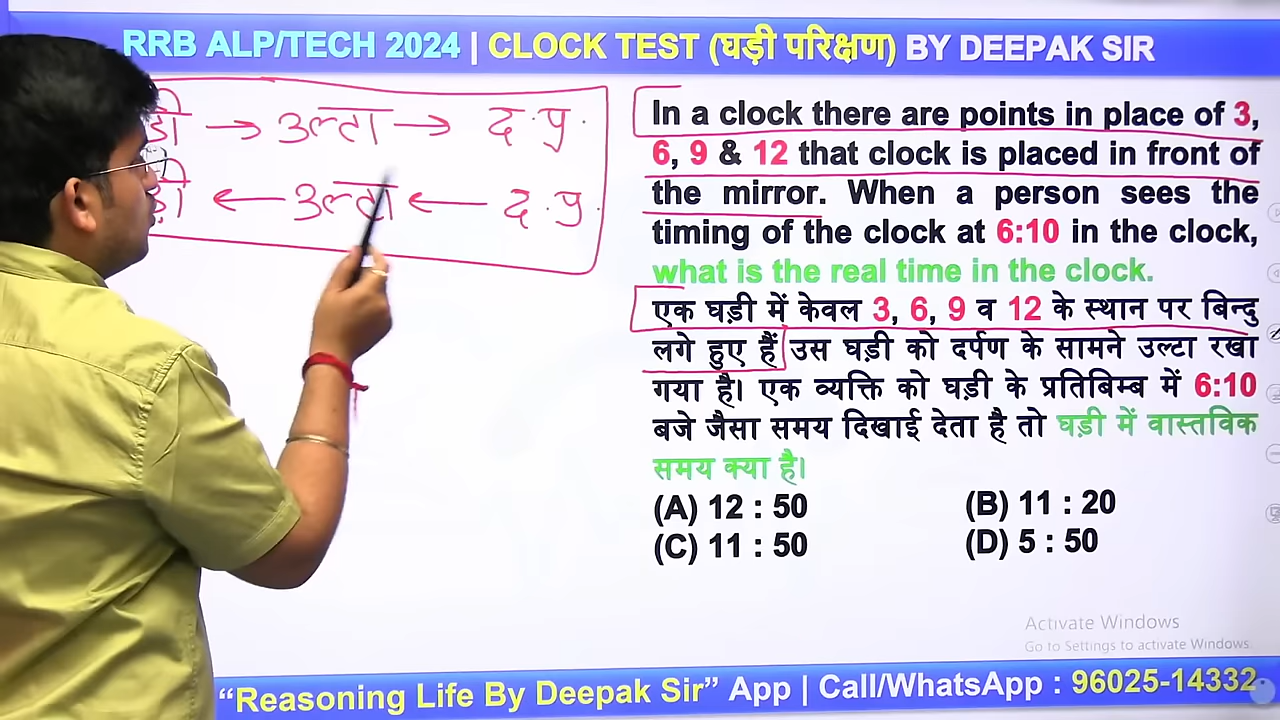 RRB ALP/TECH 2024 | CLOCK TEST (घड़ी परिक्षण) BY DEEPAK SIR
→ उल्टा → द.प्र.
← उल्टा ← द.प्र.
In a clock there are points in place of 3,
6, 9 & 12 that clock is placed in front of
the mirror. When a person sees the
timing of the clock at 6:10 in the clock,
what is the real time in the clock.
एक घड़ी में केवल 3, 6, 9 व 12 के स्थान पर बिन्दु
लगे हुए हैं उस घड़ी को दर्पण के सामने उल्टा रखा
गया है। एक व्यक्ति को घड़ी के प्रतिबिम्ब में 6:10
बजे जैसा समय दिखाई देता है तो घड़ी में वास्तविक
समय क्या है।
(A) 12 : 50 (B) 11 : 20
(C) 11 : 50 (D) 5 : 50
Activate Windows
Go to Settings to activate Windows.
“Reasoning Life By Deepak Sir” App | Call/WhatsApp : 96025-14332